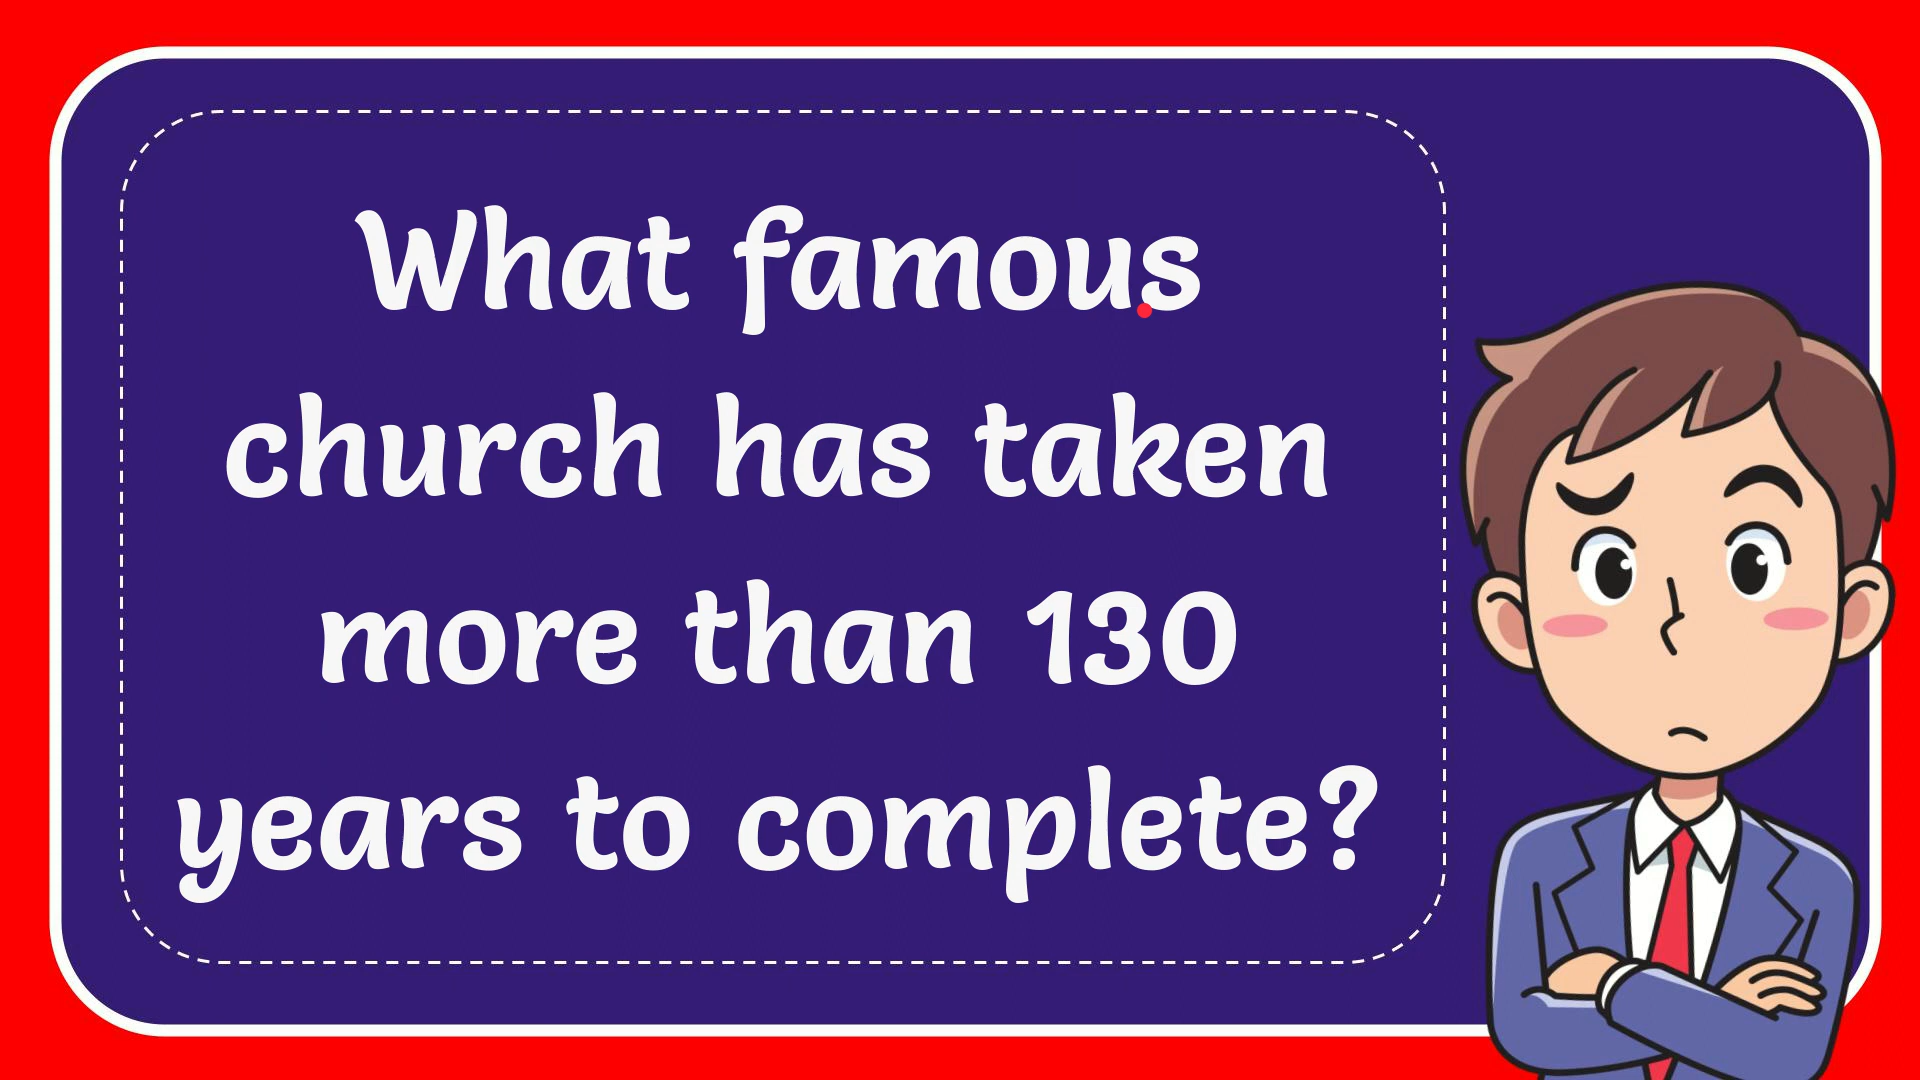 What famous
church has taken
more than 130
years to complete?